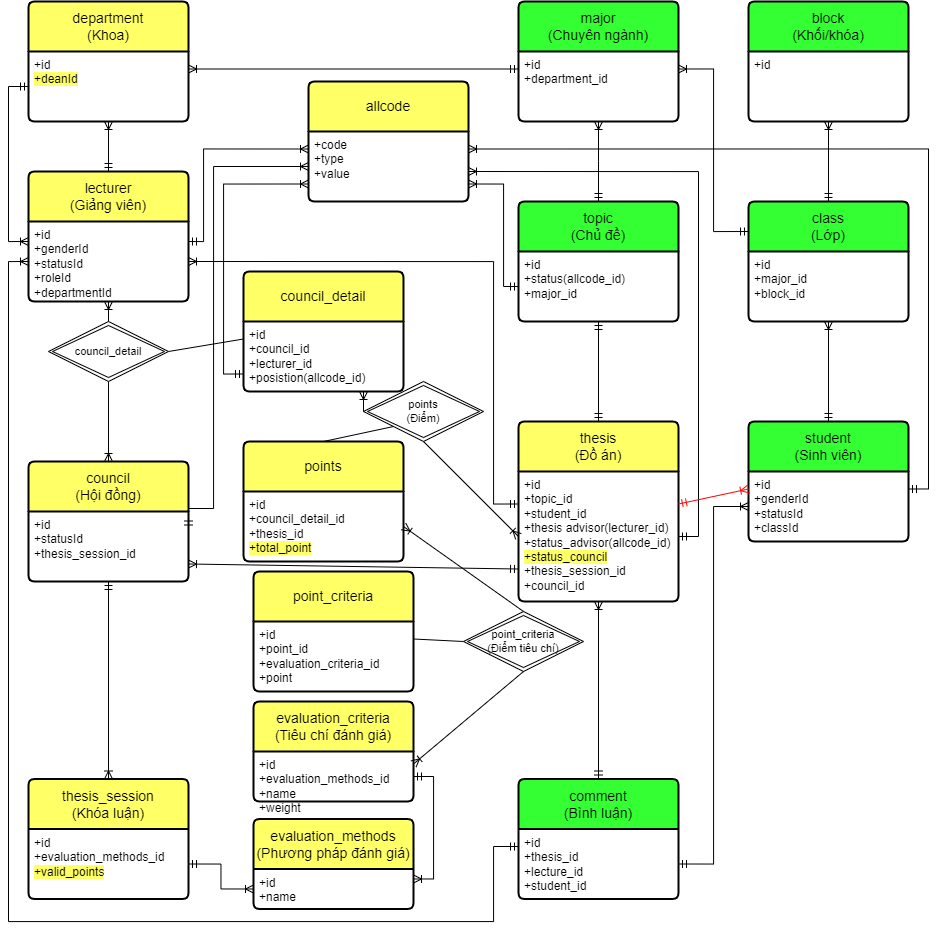 department
(Khoa)
+id
+deanId
major
(Chuyên ngành)
+id
+department_id
block
(Khối/khóa)
+id
allcode
+code
+type
+value
lecturer
(Giảng viên)
+id
+genderId
+statusId
+roleId
+departmentId
topic
(Chủ đề)
+id
+status(allcode_id)
+major_id
class
(Lớp)
+id
+major_id
+block_id
council_detail
+id
+council_id
+lecturer_id
+posistion(allcode_id)
council_detail
points
(Điểm)
points
+id
+council_detail_id
+thesis_id
+total_point
thesis
(Đồ án)
+id
+topic_id
+student_id
+thesis advisor(lecturer_id)
+status_advisor(allcode_id)
+status_council
+thesis_session_id
+council_id
student
(Sinh viên)
+id
+genderId
+statusId
+classId
council
(Hội đồng)
+id
+statusId
+thesis_session_id
point_criteria
+id
+point_id
+evaluation_criteria_id
+point
point_criteria
(Điểm tiêu chí)
evaluation_criteria
(Tiêu chí đánh giá)
+id
+evaluation_methods_id
+name
+weight
thesis_session
(Khóa luận)
+id
+evaluation_methods_id
+valid_points
evaluation_methods
(Phương pháp đánh giá)
+id
+name
comment
(Bình luận)
+id
+thesis_id
+lecture_id
+student_id